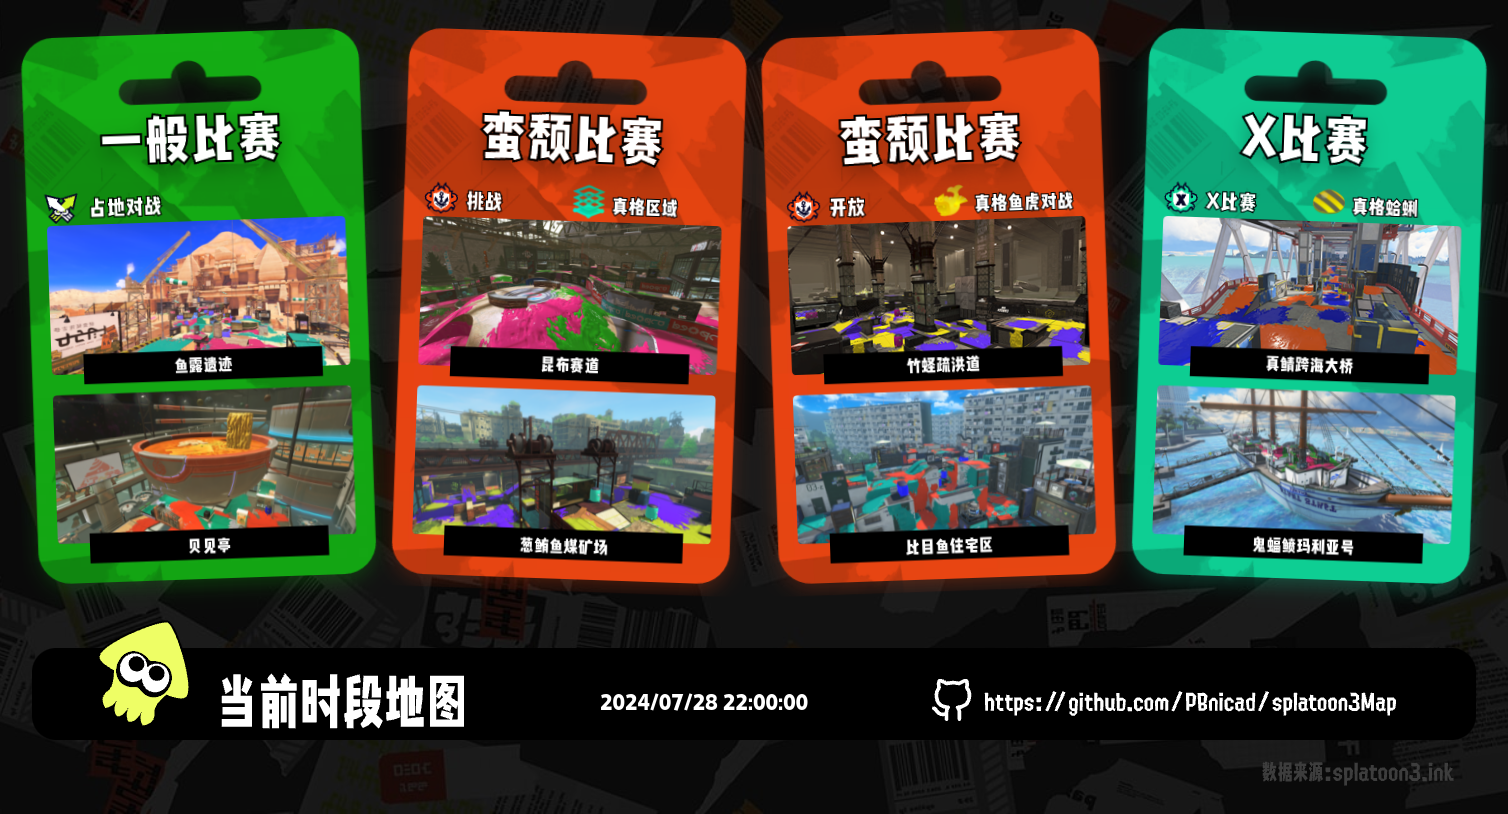 一般比赛
占地对战
鱼露遗迹
贝贝亭
蛮颓比赛
挑战
真格区域
昆布赛道
葱鲔鱼煤矿场
蛮颓比赛
开放
真格鱼虎对战
竹蛏疏洪道
比目鱼住宅区
X比赛
X比赛
真格蛤蜊
真鲭跨海大桥
鬼蝠鲼玛利亚号
当前时段地图
2024/07/28 22:00:00
https://github.com/PBnicad/splatoon3Map
数据来源:splatoon3.ink